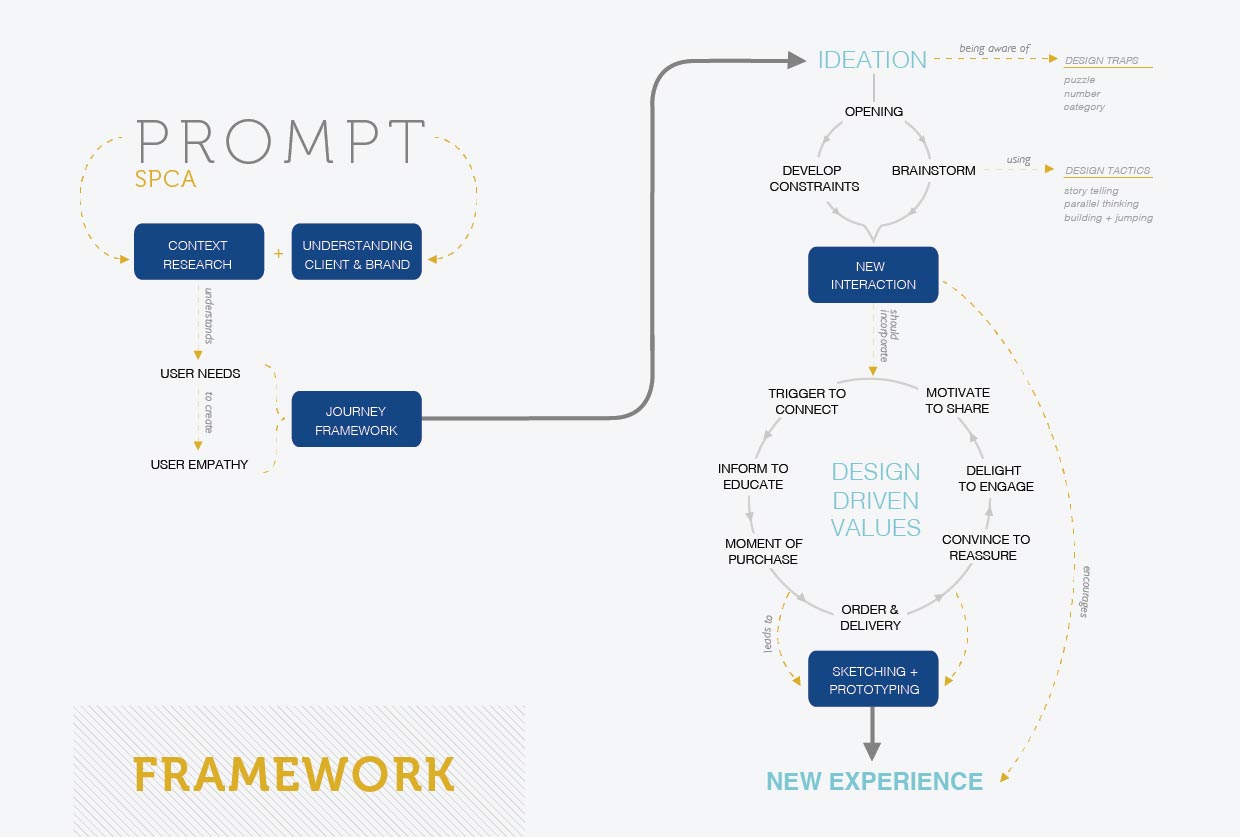 PROMPT
SPCA
CONTEXT
RESEARCH
+
UNDERSTANDING
CLIENT & BRAND
understands
USER NEEDS
to create
USER EMPATHY
JOURNEY
FRAMEWORK
FRAMEWORK
IDEATION
being aware of
DESIGN TRAPS
puzzle
number
category
OPENING
DEVELOP
CONSTRAINTS
BRAINSTORM
using
DESIGN TACTICS
story telling
parallel thinking
building + jumping
NEW
INTERACTION
should
incorporate
TRIGGER TO
CONNECT
MOTIVATE
TO SHARE
INFORM TO
EDUCATE
DESIGN
DRIVEN
VALUES
DELIGHT
TO ENGAGE
MOMENT OF
PURCHASE
CONVINCE TO
REASSURE
ORDER &
DELIVERY
leads to
encourages
SKETCHING +
PROTOTYPING
NEW EXPERIENCE